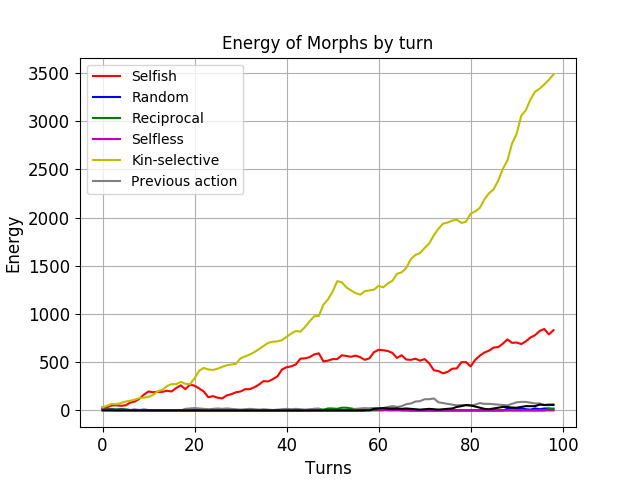 Energy of Morphs by turn
Selfish
Random
Reciprocal
Selfless
Kin-selective
Previous action
3500
3000
2500
2000
1500
1000
500
0
Energy
0 20 40 60 80 100
Turns